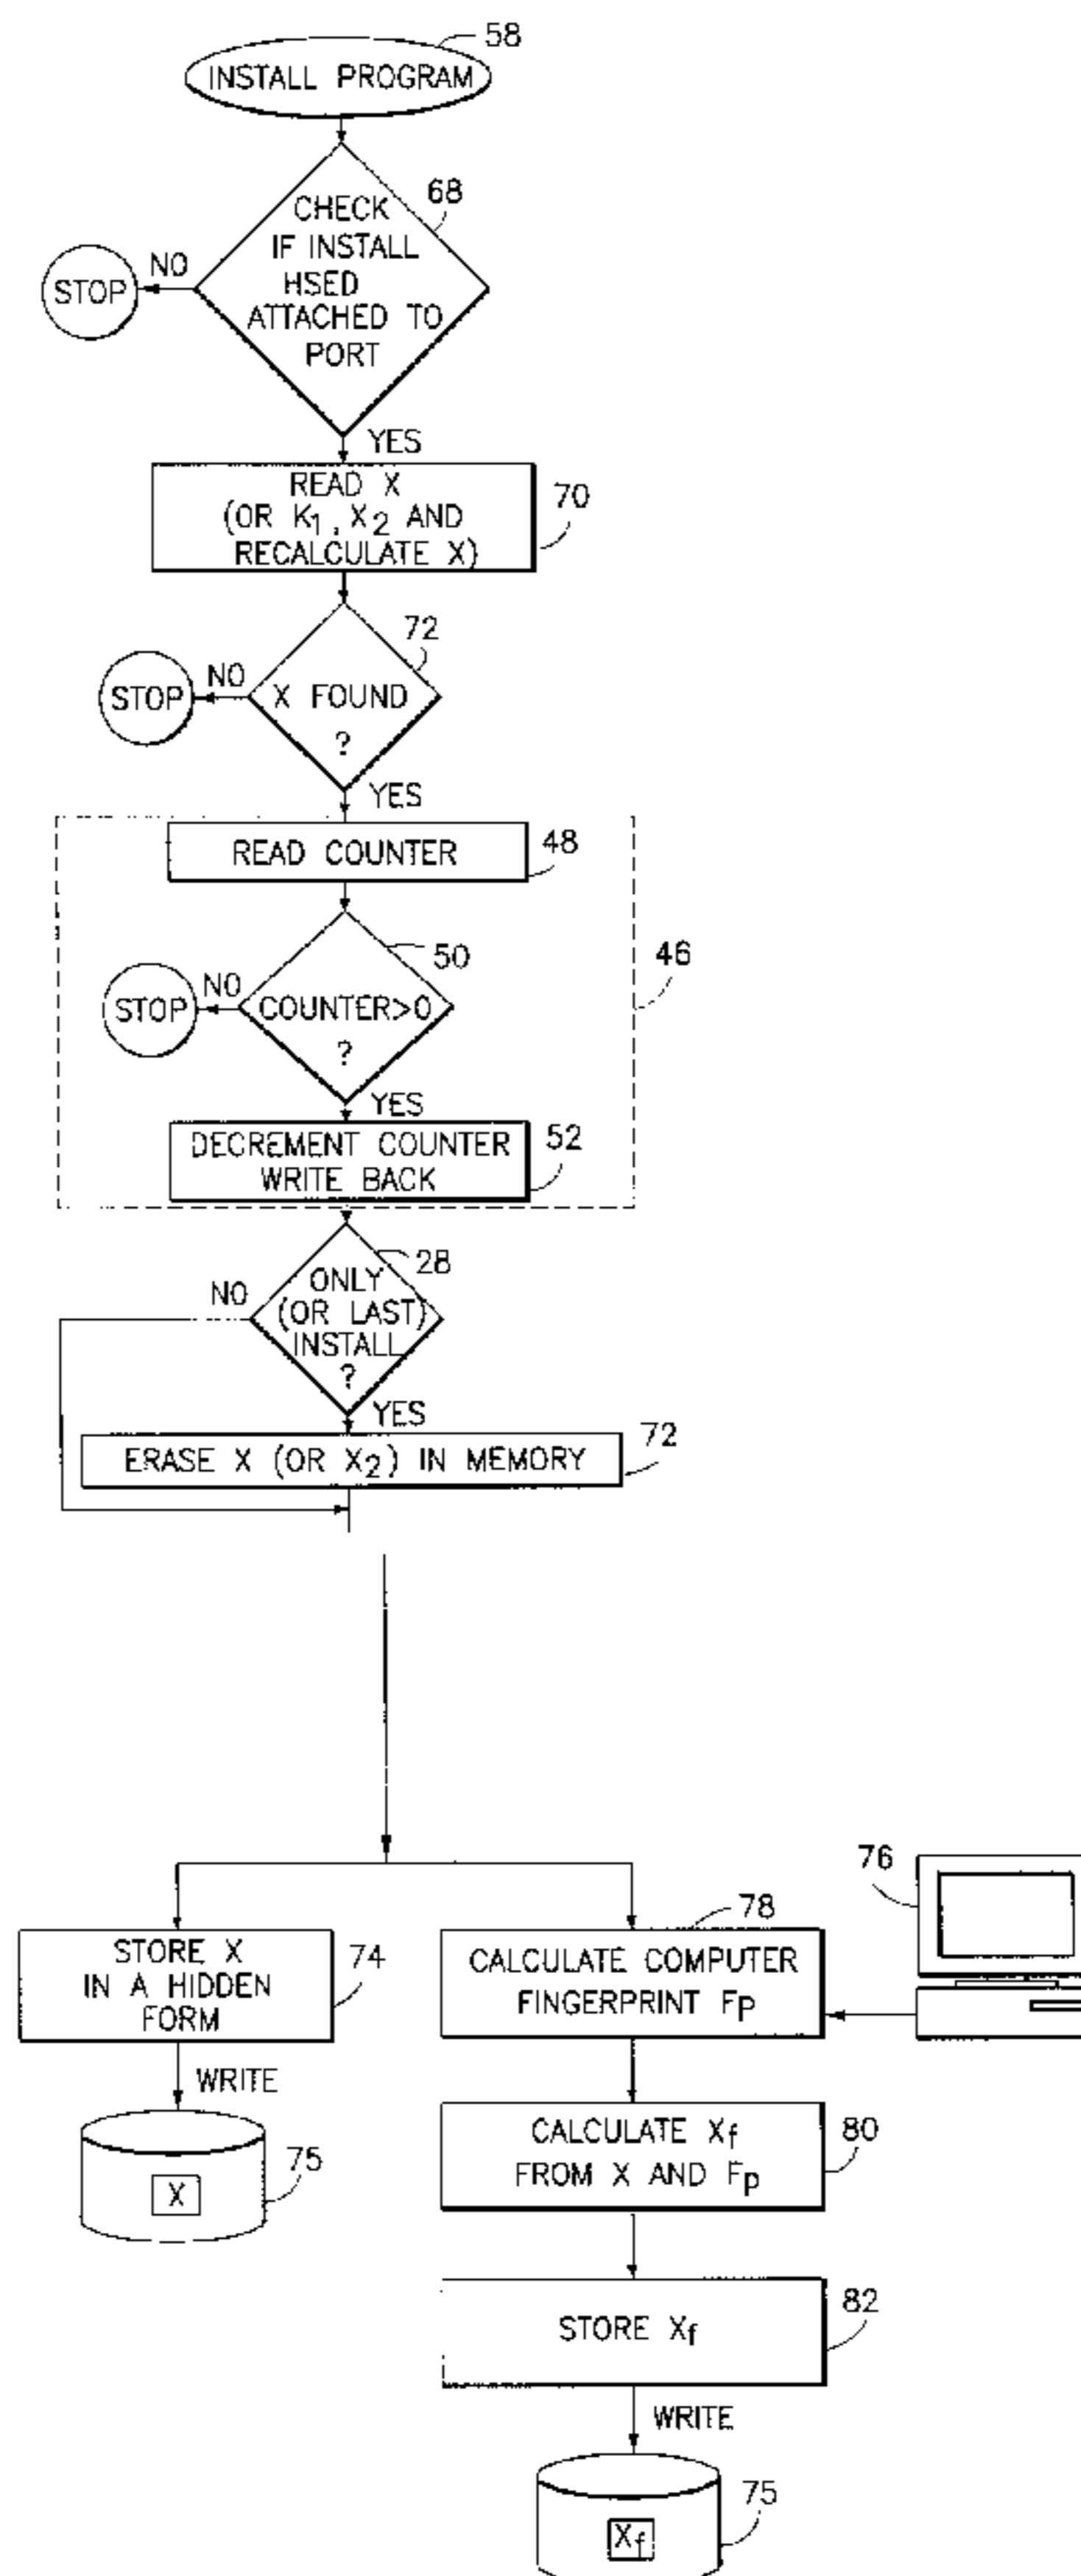 58
INSTALL PROGRAM
68
CHECK
IF INSTALL
HSED
ATTACHED TO
PORT
NO
STOP
YES
READ X
(OR K1, X2 AND
RECALCULATE X)
70
72
NO
STOP
X FOUND
?
YES
READ COUNTER
48
50
46
NO
STOP
COUNTER>0
?
YES
DECREMENT COUNTER
WRITE BACK
52
28
NO
ONLY
(OR LAST)
INSTALL
?
YES
ERASE X (OR X2) IN MEMORY
72
76
78
STORE X
IN A HIDDEN
FORM
74
CALCULATE COMPUTER
FINGERPRINT Fp
WRITE
X
75
CALCULATE Xf
FROM X AND Fp
80
STORE Xf
82
WRITE
Xf
75